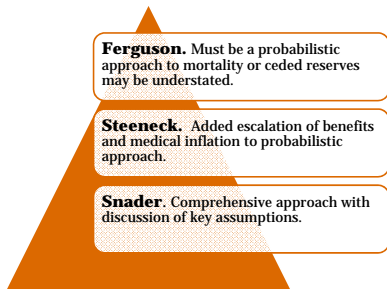 Ferguson. Must be a probabilistic
approach to mortality or ceded reserves
may be understated.
Steeneck. Added escalation of benefits
and medical inflation to probabilistic
approach.
Snader. Comprehensive approach with
discussion of key assumptions.